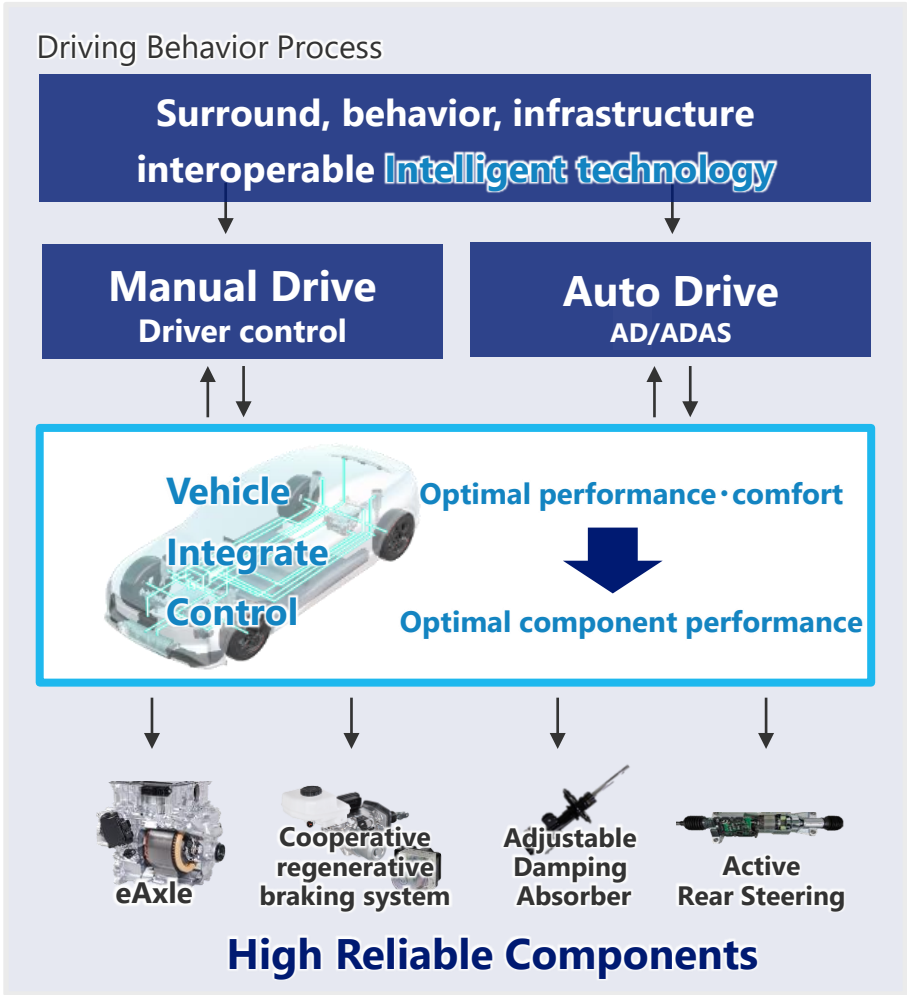 Driving Behavior Process
Surround, behavior, infrastructure
interoperable Intelligent technology
Manual Drive
Driver control
Auto Drive
AD/ADAS
Vehicle
Integrate
Control
Optimal performance・comfort
Optimal component performance
eAxle
Cooperative
regenerative
braking system
Adjustable
Damping
Absorber
Active
Rear Steering
High Reliable Components